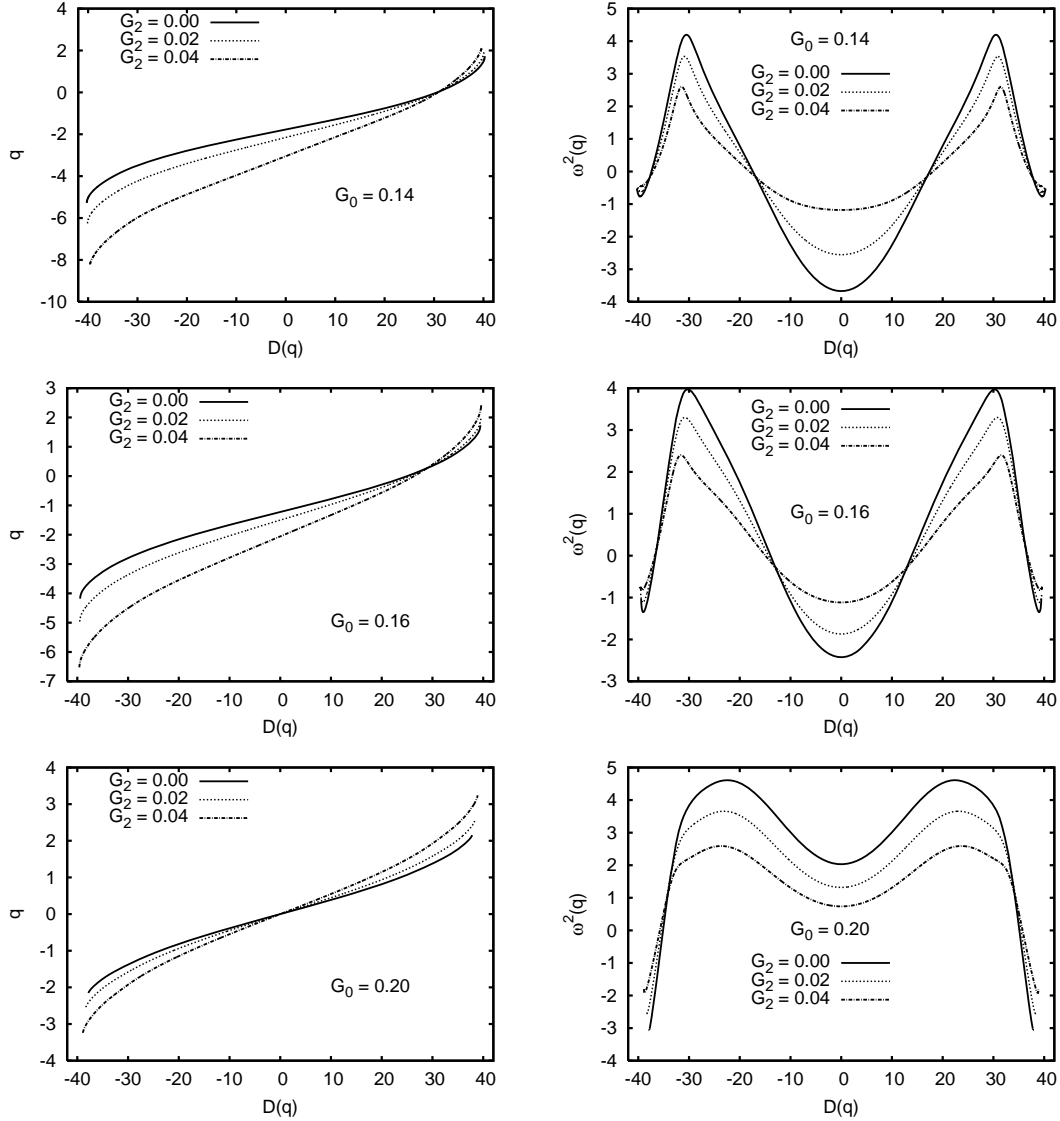 4
2
0
-2
-4
-6
-8
-10
-40 -30 -20 -10 0 10 20 30 40
q
D(q)
G2 = 0.00
G2 = 0.02
G2 = 0.04
G0 = 0.14
5
4
3
2
1
0
-1
-2
-3
4
-40 -30 -20 -10 0 10 20 30 40
ω^2(q)
D(q)
G0 = 0.14
G2 = 0.00
G2 = 0.02
G2 = 0.04
3
2
1
0
-1
-2
-3
-4
-5
-6
-7
-40 -30 -20 -10 0 10 20 30 40
q
D(q)
G2 = 0.00
G2 = 0.02
G2 = 0.04
G0 = 0.16
4
3
2
1
0
-1
-2
-3
-40 -30 -20 -10 0 10 20 30 40
ω^2(q)
D(q)
G2 = 0.00
G2 = 0.02
G2 = 0.04
G0 = 0.16
4
3
2
1
0
-1
-2
-3
-4
-40 -30 -20 -10 0 10 20 30 40
q
D(q)
G2 = 0.00
G2 = 0.02
G2 = 0.04
G0 = 0.20
5
4
3
2
1
0
-1
-2
-3
-4
-40 -30 -20 -10 0 10 20 30 40
ω^2(q)
D(q)
G0 = 0.20
G2 = 0.00
G2 = 0.02
G2 = 0.04